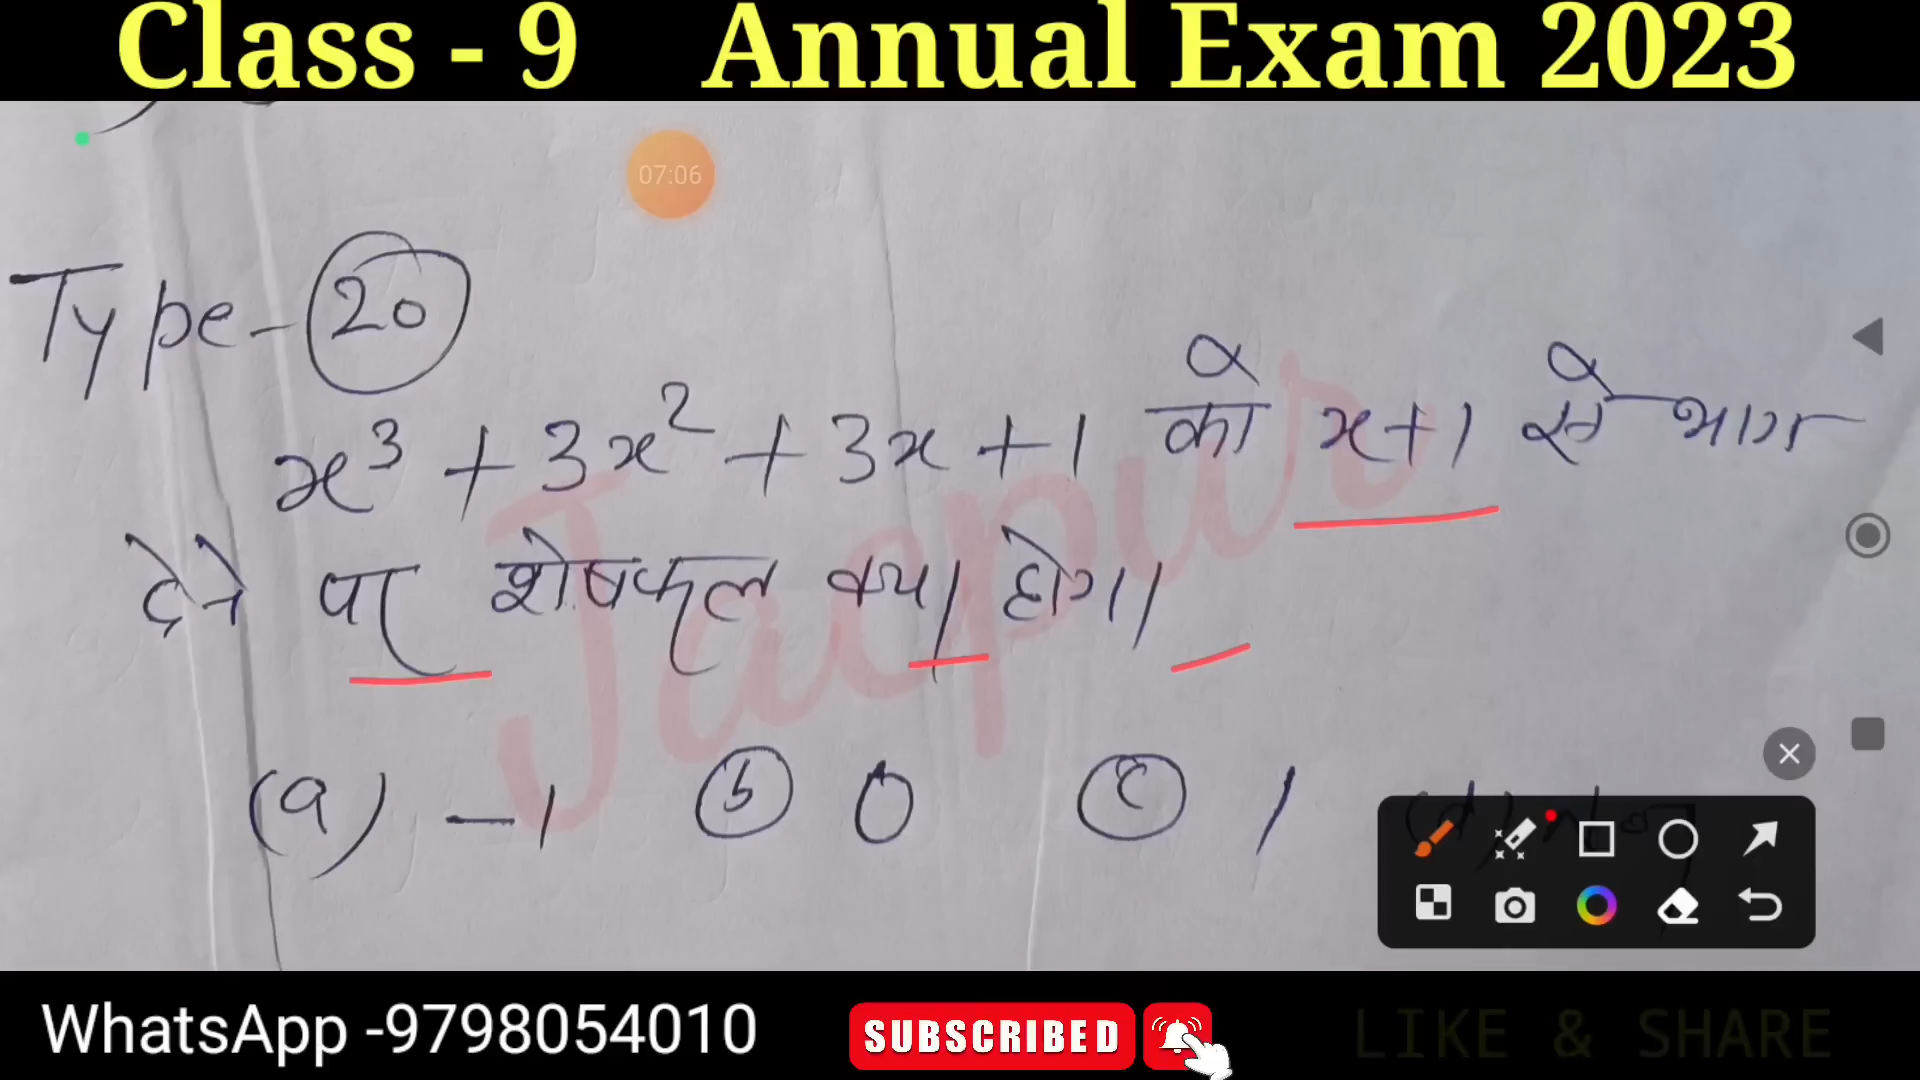 Class - 9 Annual Exam 2023
07:06
Type - 20
x³ + 3x² + 3x + 1 को x+1 से भाग
देने पर शेषफल क्या होगा
(a) -1 (b) 0 (c) 1 (d)
Jacpur
WhatsApp -9798054010
SUBSCRIBED
LIKE & SHARE